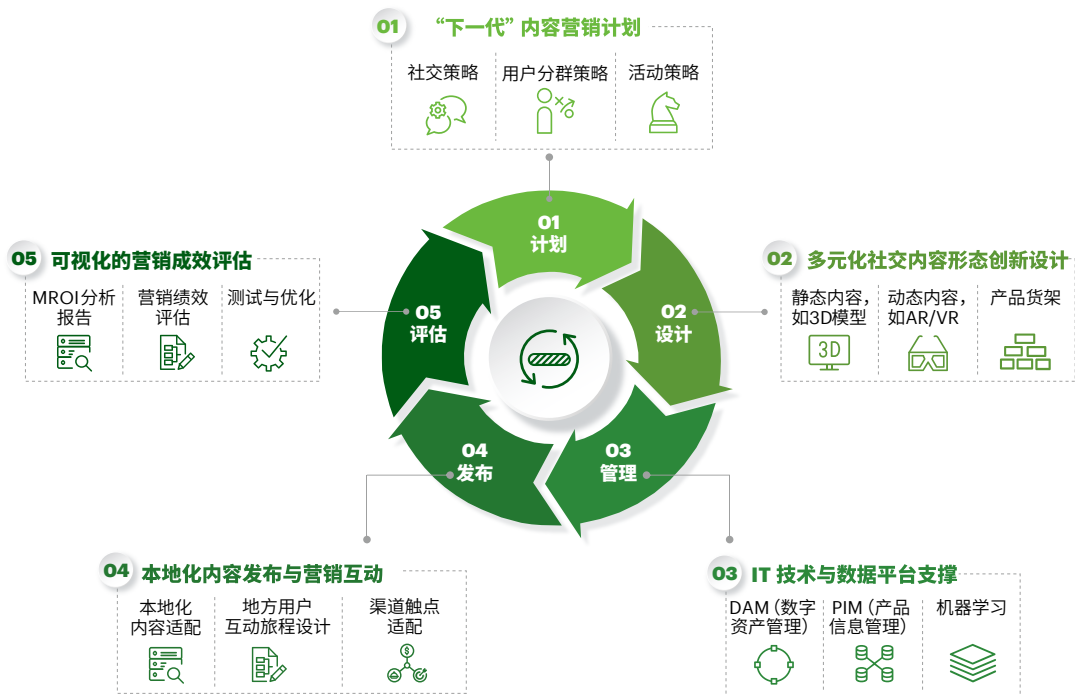 01 “下一代”内容营销计划
社交策略
用户分群策略
活动策略
01
计划
02
设计
03
管理
04
发布
05
评估
02 多元化社交内容形态创新设计
静态内容，
如3D模型
动态内容，
如AR/VR
产品货架
3D
03 IT 技术与数据平台支撑
DAM（数字
资产管理）
PIM（产品
信息管理）
机器学习
04 本地化内容发布与营销互动
本地化
内容适配
地方用户
互动旅程设计
渠道触点
适配
$
05 可视化的营销成效评估
MROI分析
报告
营销绩效
评估
测试与优化